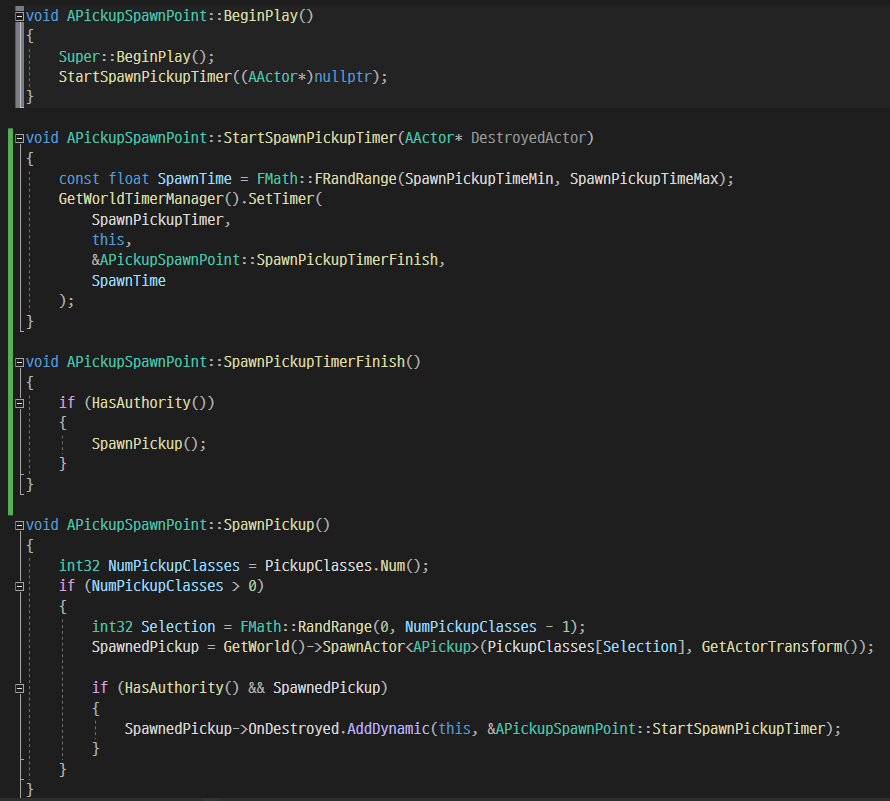 void APickupSpawnPoint::BeginPlay()
{
    Super::BeginPlay();
    StartSpawnPickupTimer((AActor*)nullptr);
}
void APickupSpawnPoint::StartSpawnPickupTimer(AActor* DestroyedActor)
{
    const float SpawnTime = FMath::FRandRange(SpawnPickupTimeMin, SpawnPickupTimeMax);
    GetWorldTimerManager().SetTimer(
        SpawnPickupTimer,
        this,
        &APickupSpawnPoint::SpawnPickupTimerFinish,
        SpawnTime
    );
}
void APickupSpawnPoint::SpawnPickupTimerFinish()
{
    if (HasAuthority())
    {
        SpawnPickup();
    }
}
void APickupSpawnPoint::SpawnPickup()
{
    int32 NumPickupClasses = PickupClasses.Num();
    if (NumPickupClasses > 0)
    {
        int32 Selection = FMath::RandRange(0, NumPickupClasses - 1);
        SpawnedPickup = GetWorld()->SpawnActor<APickup>(PickupClasses[Selection], GetActorTransform());
        if (HasAuthority() && SpawnedPickup)
        {
            SpawnedPickup->OnDestroyed.AddDynamic(this, &APickupSpawnPoint::StartSpawnPickupTimer);
        }
    }
}